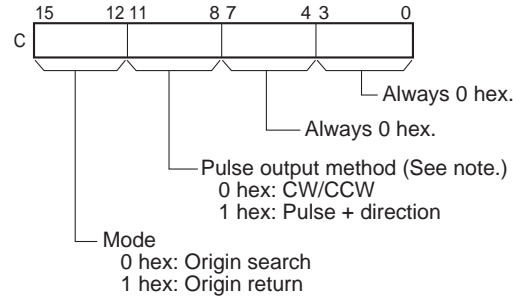 15 12 11 8 7 4 3 0
C
Always 0 hex.
Always 0 hex.
Pulse output method (See note.)
0 hex: CW/CCW
1 hex: Pulse + direction
Mode
0 hex: Origin search
1 hex: Origin return